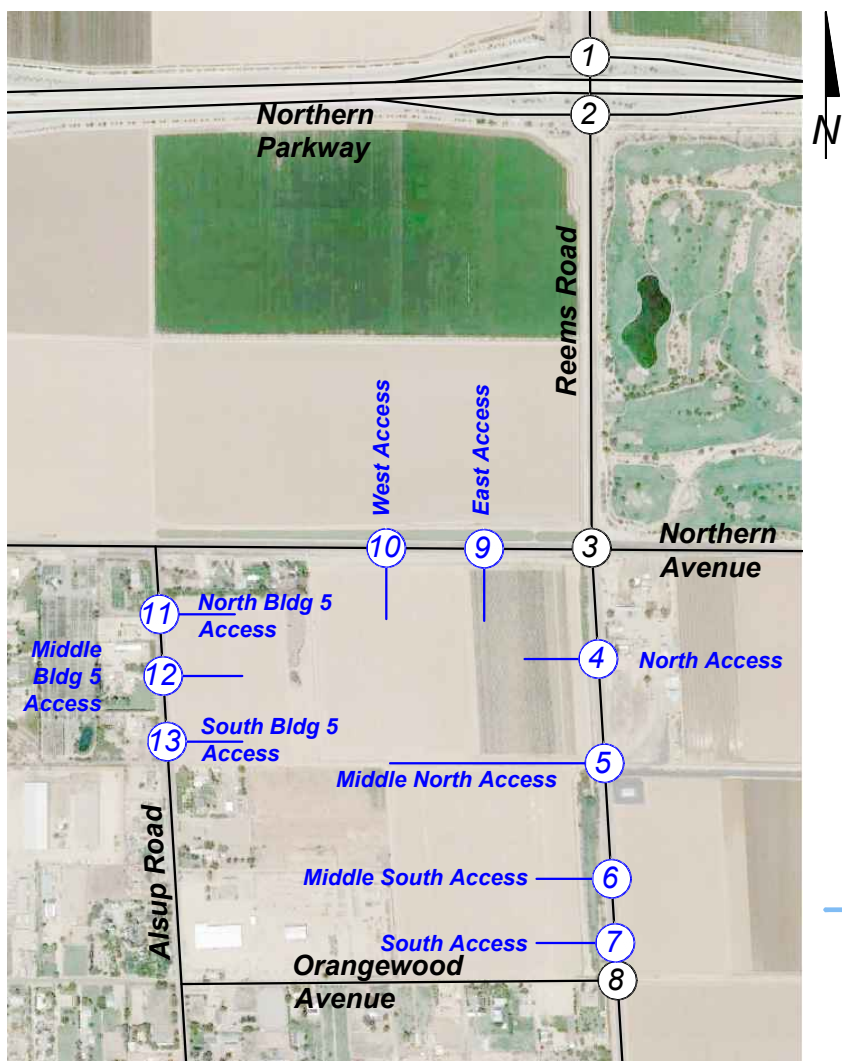 1
2
N
Northern
Parkway
Reems Road
West Access
East Access
10
9
3
Northern
Avenue
11
North Bldg 5
Access
Middle
Bldg 5
Access
12
4
North Access
13
South Bldg 5
Access
5
Middle North Access
Alsup Road
Middle South Access
6
South Access
7
Orangewood
Avenue
8